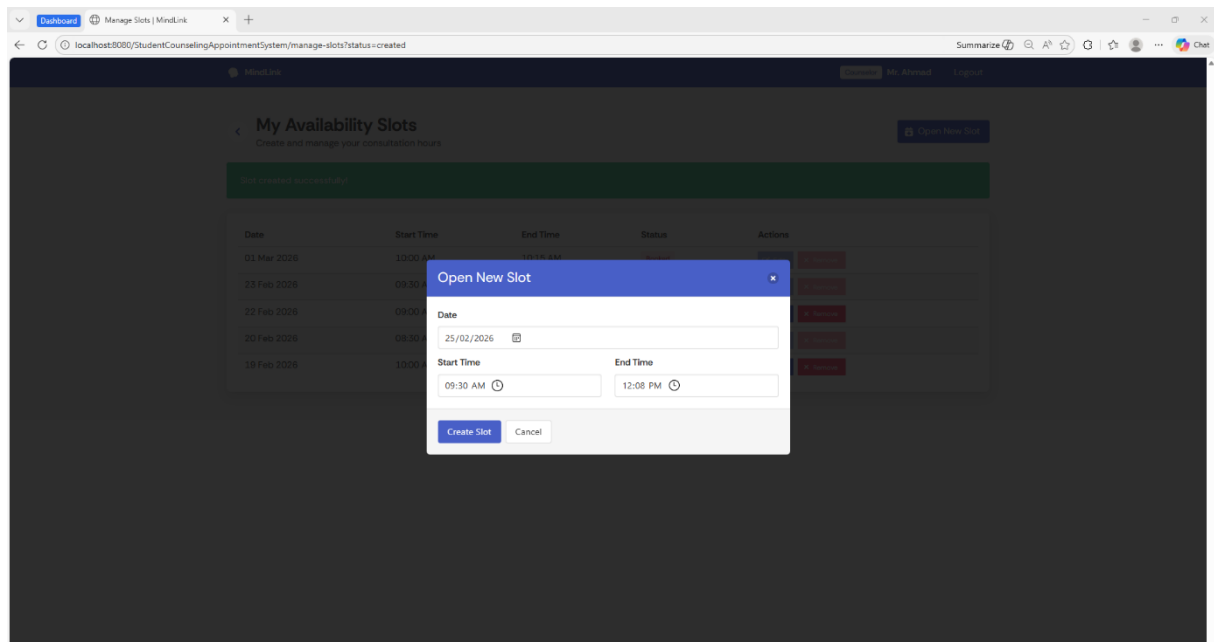 Dashboard Manage Slots | MindLink
localhost:8080/StudentCounselingAppointmentSystem/manage-slots?status=created Summarize Chat
MindLink Mr. Ahmed Logout
My Availability Slots
Open New Slot
Create and manage your consultation hours
Slot created successfully!
Date Start Time End Time Status Actions
01 Mar 2026 10:00 AM 10:15 AM
23 Feb 2026 09:30
22 Feb 2026 09:00
20 Feb 2026 09:30
19 Feb 2026 10:00
Open New Slot
Date
25/02/2026
Start Time End Time
09:30 AM 12:08 PM
Create Slot Cancel